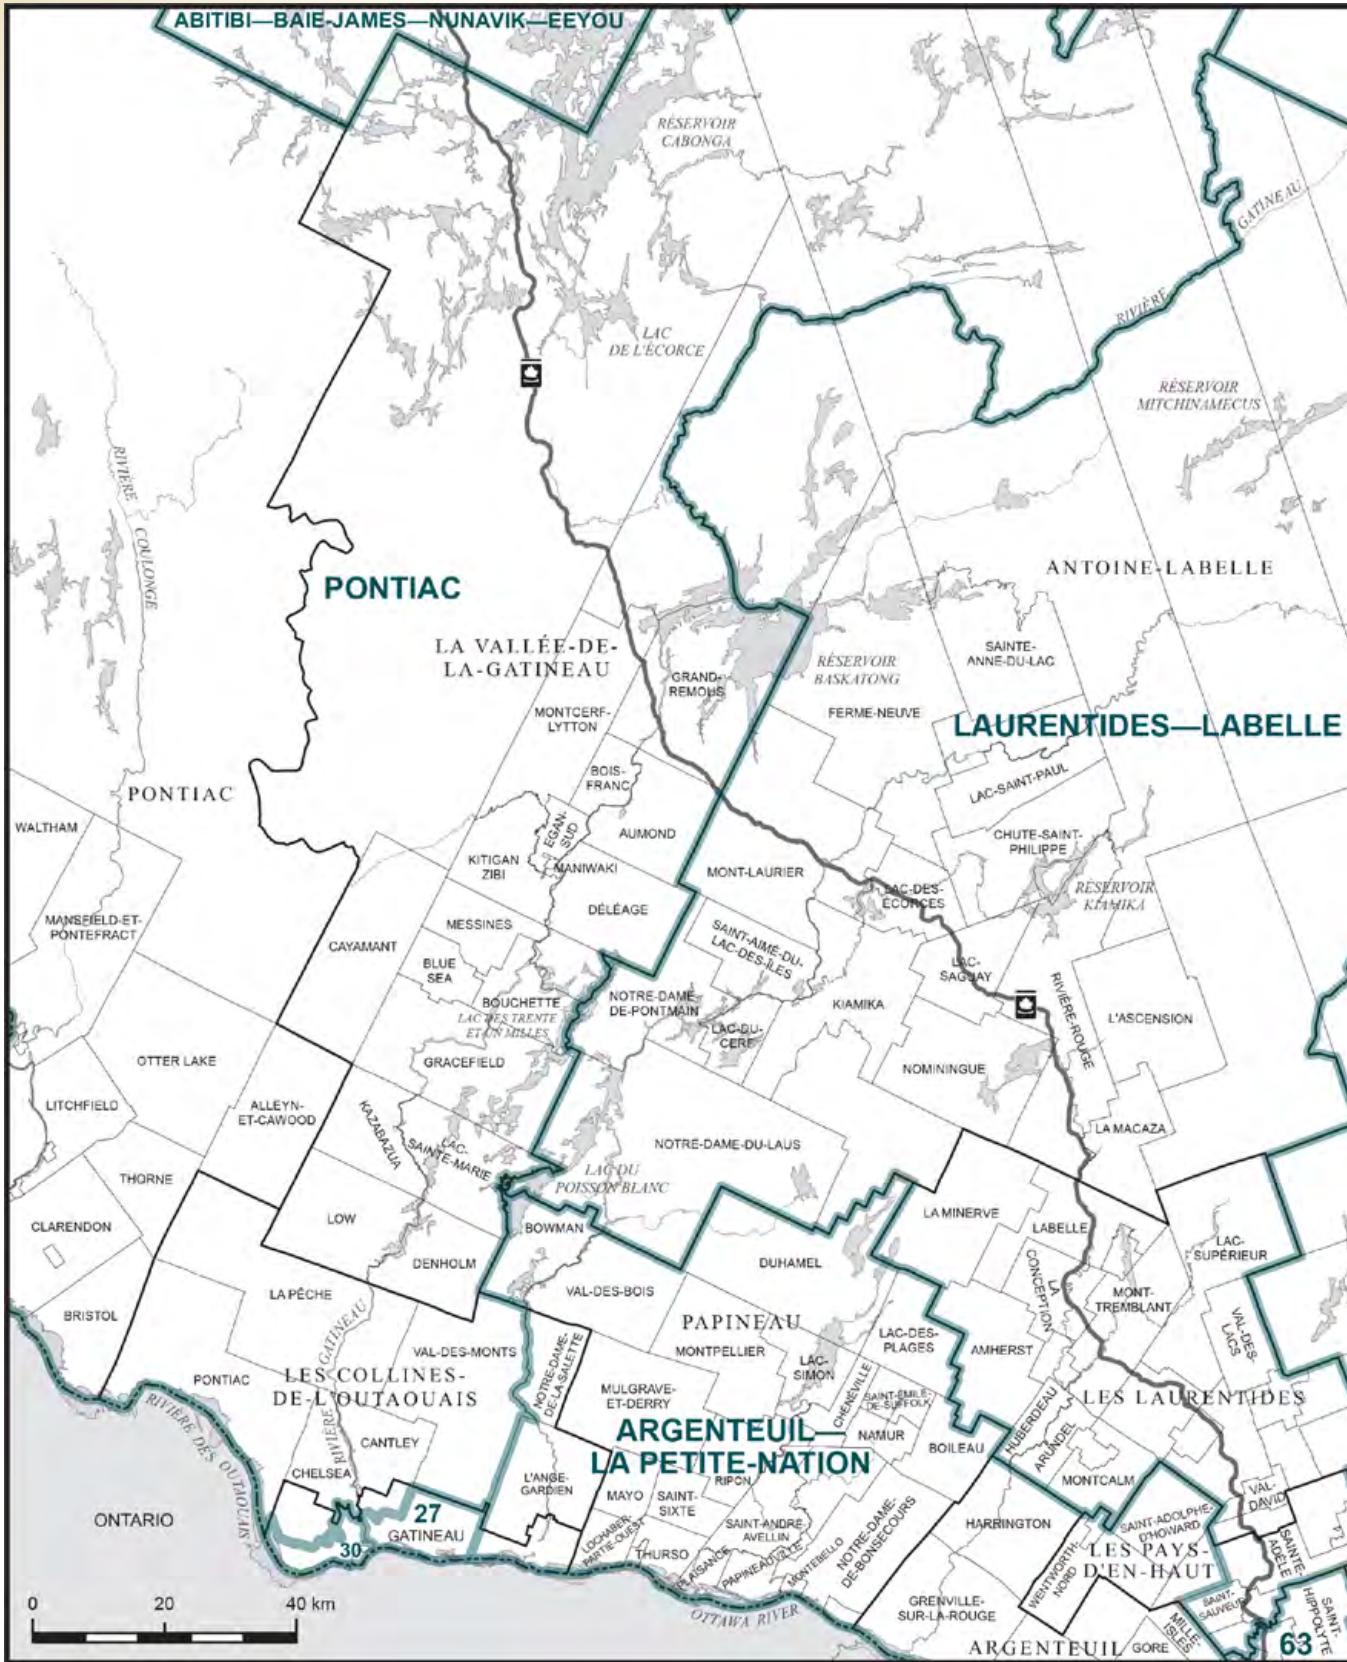 ABITIBI—BAIE-JAMES—NUNAVIK—EEYOU
RÉSERVOIR
CABONGA
GATINEAU
RIVIÈRE
LAC
DE L'ÉCORCE
RÉSERVOIR
MITCHINAMECUS
RIVIÈRE
COULONGE
ANTOINE-LABELLE
PONTIAC
LA VALLÉE-DE-
LA-GATINEAU
SAINTE-
ANNE-DU-LAC
RÉSERVOIR
BASKATONG
GRAND-
REMOUS
FERME-NEUVE
MONTCERF-
LYTTON
LAURENTIDES—LABELLE
BOIS-
FRANC
LAC-SAINT-PAUL
PONTIAC
WALTHAM
EGAN-
SUD
AUMOND
CHUTE-SAINT-
PHILIPPE
KITIGAN
ZIBI
MANIWAKI
MONT-LAURIER
LAC-DES-
ÉCORCES
RÉSERVOIR
KIAMIKA
MANSFIELD-ET-
PONTEFRACT
DÉLÉAGE
MESSINES
CAYAMANT
SAINT-AIMÉ-DU-
LAC-DES-ÎLES
BLUE
SEA
LAC-
SAGUAY
BOUCHETTE
LAC DES TRENTE
ET UN MILLES
NOTRE-DAME-
DE-PONTMAIN
KIAMIKA
RIVIÈRE-ROUGE
L'ASCENSION
LAC-DU-
CERF
OTTER LAKE
GRACEFIELD
NOMININGUE
LITCHFIELD
ALLEYN-
ET-CAWOOD
KAZABAZUA
LAC-
SAINTE-MARIE
NOTRE-DAME-DU-LAUS
LA MACAZA
THORNE
LAC DU
POISSON BLANC
CLARENDON
LOW
BOWMAN
LA MINERVE
LABELLE
LAC-
SUPÉRIEUR
DENHOLM
DUHAMEL
LA
CONCEPTION
LA PÊCHE
VAL-DES-BOIS
MONT-
TREMBLANT
BRISTOL
PAPINEAU
MONTPELLIER
LAC-DES-
PLAGES
VAL-DES-
LACS
VAL-DES-MONTS
NOTRE-DAME-
DE-LA-SALETTE
LAC-
SIMON
CHÉNÉVILLE
AMHERST
PONTIAC
RIVIÈRE GATINEAU
LES COLLINES-
DE-L'OUTAOUAIS
MULGRAVE-
ET-DERRY
SAINT-ÉMILE-
DE-SUFFOLK
LES LAURENTIDES
RIVIÈRE DES OUTAOUAIS
HUBERDEAU
ARUNDEL
ARGENTEUIL—
LA PETITE-NATION
NAMUR
BOILEAU
CANTLEY
CHELSEA
L'ANGE-
GARDIEN
RIPON
MONTCALM
MAYO
SAINT-
SIXTE
VAL-
DAVID
ONTARIO
27
GATINEAU
30
SAINT-ANDRÉ-
AVELLIN
HARRINGTON
SAINT-ADOLPHE-
D'HOWARD
LOCHABER-
PARTIE-OUEST
THURSO
PLAISANCE
PAPINEAUVILLE
MONTEBELLO
NOTRE-DAME-
DE-BONSECOURS
LES PAYS-
D'EN-HAUT
SAINTE-
ADÈLE
WENTWORTH-
NORD
OTTAWA RIVER
GRENVILLE-
SUR-LA-ROUGE
SAINT-
SAUVEUR
SAINT-
HIPPOLYTE
MILLE-
ISLES
ARGENTEUIL
GORE
63
0 20 40 km